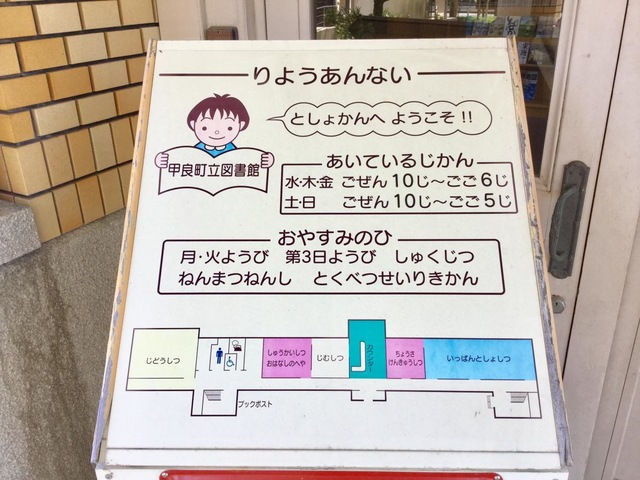 りようあんない
としょかんへ ようこそ!!
甲良町立図書館
あいているじかん
水・木・金 ごぜん10じ〜ごご6じ
土・日 ごぜん10じ〜ごご5じ
おやすみのひ
月・火ようび 第3日ようび しゅくじつ
ねんまつねんし とくべつせいりきかん
じどうしつ
しゅうかいしつ
おはなしのへや
じむしつ
カウンター
ちょうさ
けんきゅうしつ
いっぱんとしょしつ
ブックポスト